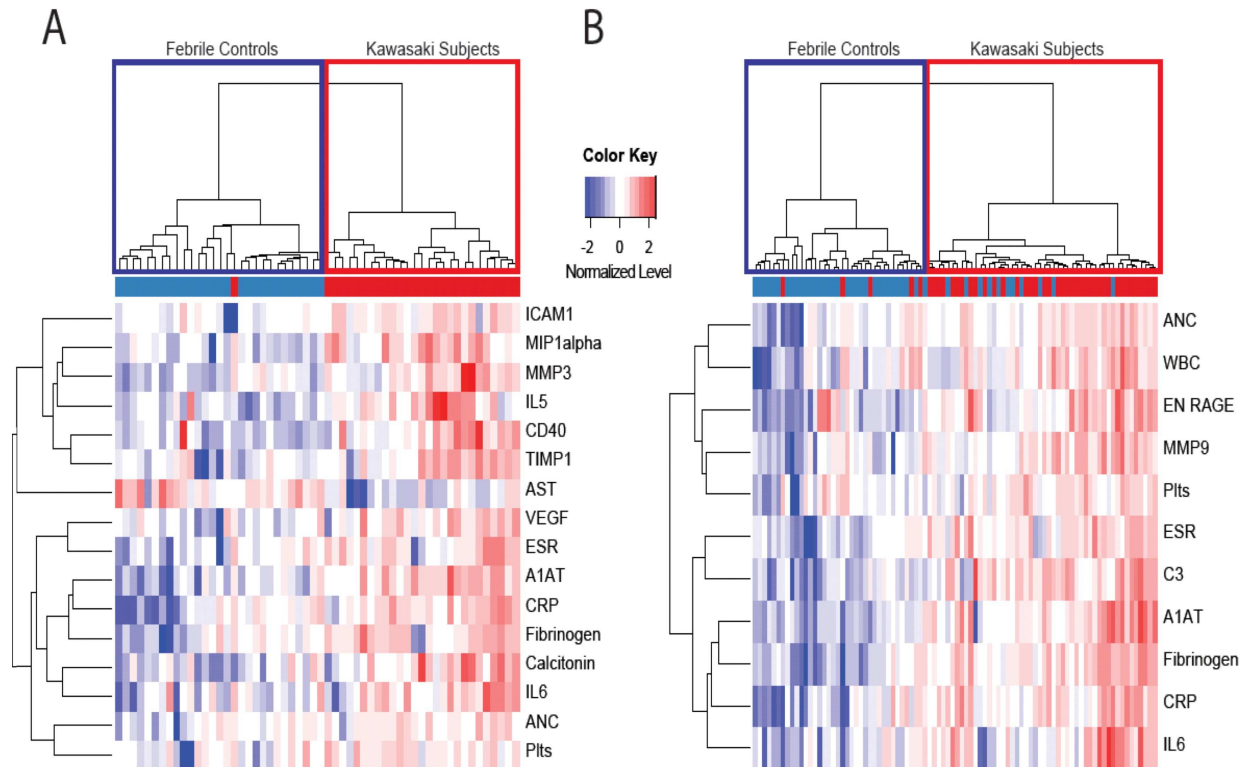 A
B
Febrile Controls
Kawasaki Subjects
Febrile Controls
Kawasaki Subjects
Color Key
-2 0 2
Normalized Level
ICAM1
MIP1alpha
MMP3
IL5
CD40
TIMP1
AST
VEGF
ESR
A1AT
CRP
Fibrinogen
Calcitonin
IL6
ANC
Plts
ANC
WBC
EN RAGE
MMP9
Plts
ESR
C3
A1AT
Fibrinogen
CRP
IL6